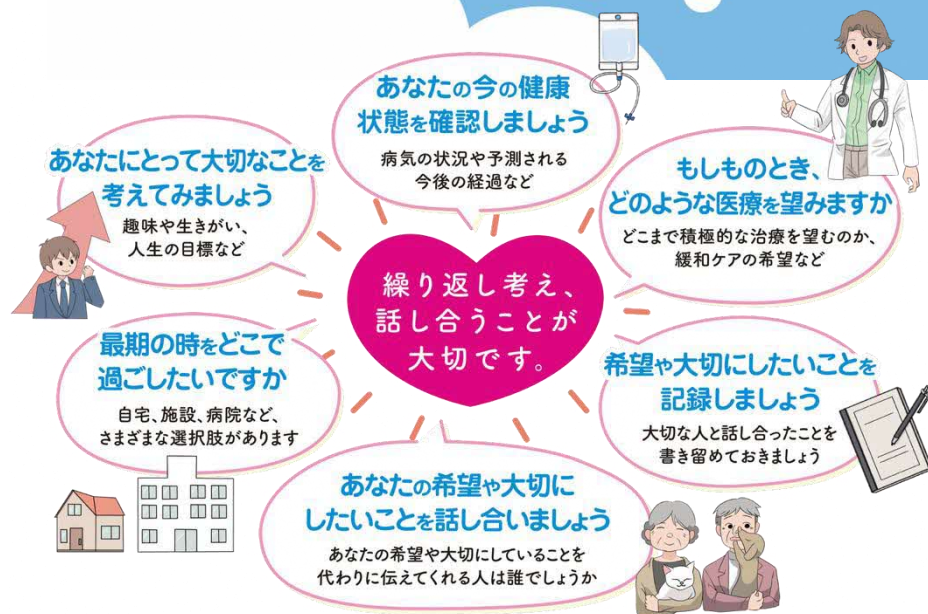 あなたの今の健康
状態を確認しましょう
病気の状況や予測される
今後の経過など
もしものとき、
どのような医療を望みますか
どこまで積極的な治療を望むのか、
緩和ケアの希望など
あなたにとって大切なことを
考えてみましょう
趣味や生きがい、
人生の目標など
繰り返し考え、
話し合うことが
大切です。
最期の時をどこで
過ごしたいですか
自宅、施設、病院など、
さまざまな選択肢があります
希望や大切にしたいことを
記録しましょう
大切な人と話し合ったことを
書き留めておきましょう
あなたの希望や大切に
したいことを話し合いましょう
あなたの希望や大切にしていることを
代わりに伝えてくれる人は誰でしょうか